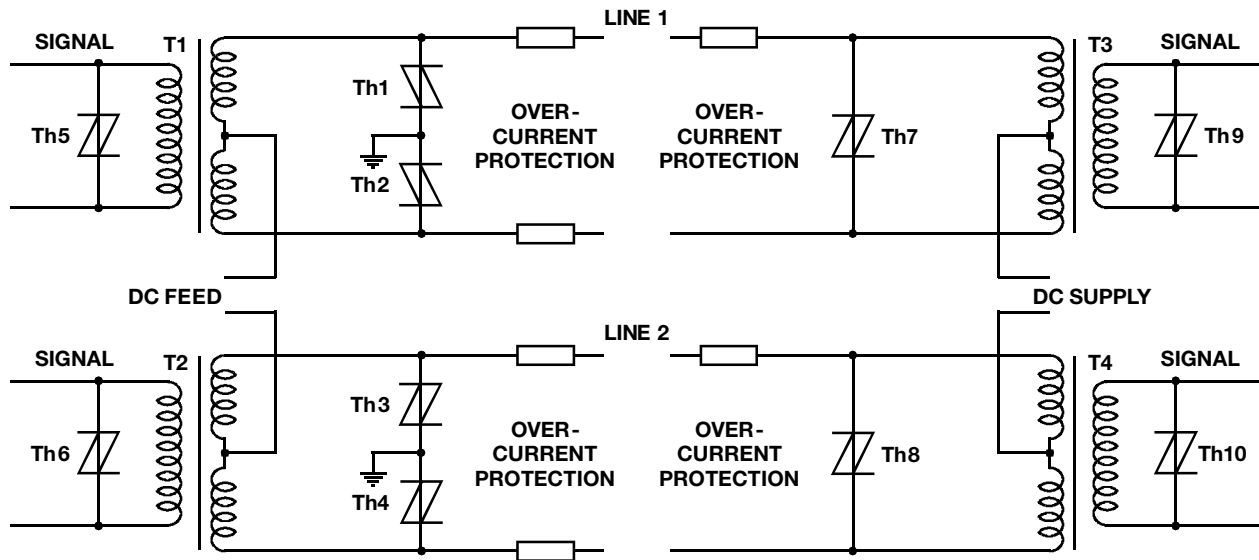 LINE 1
SIGNAL
T1
T3
SIGNAL
Th1
Th5
OVER-
CURRENT
PROTECTION
OVER-
CURRENT
PROTECTION
Th7
Th9
Th2
DC FEED
DC SUPPLY
LINE 2
SIGNAL
T2
T4
SIGNAL
Th3
Th6
OVER-
CURRENT
PROTECTION
OVER-
CURRENT
PROTECTION
Th8
Th10
Th4